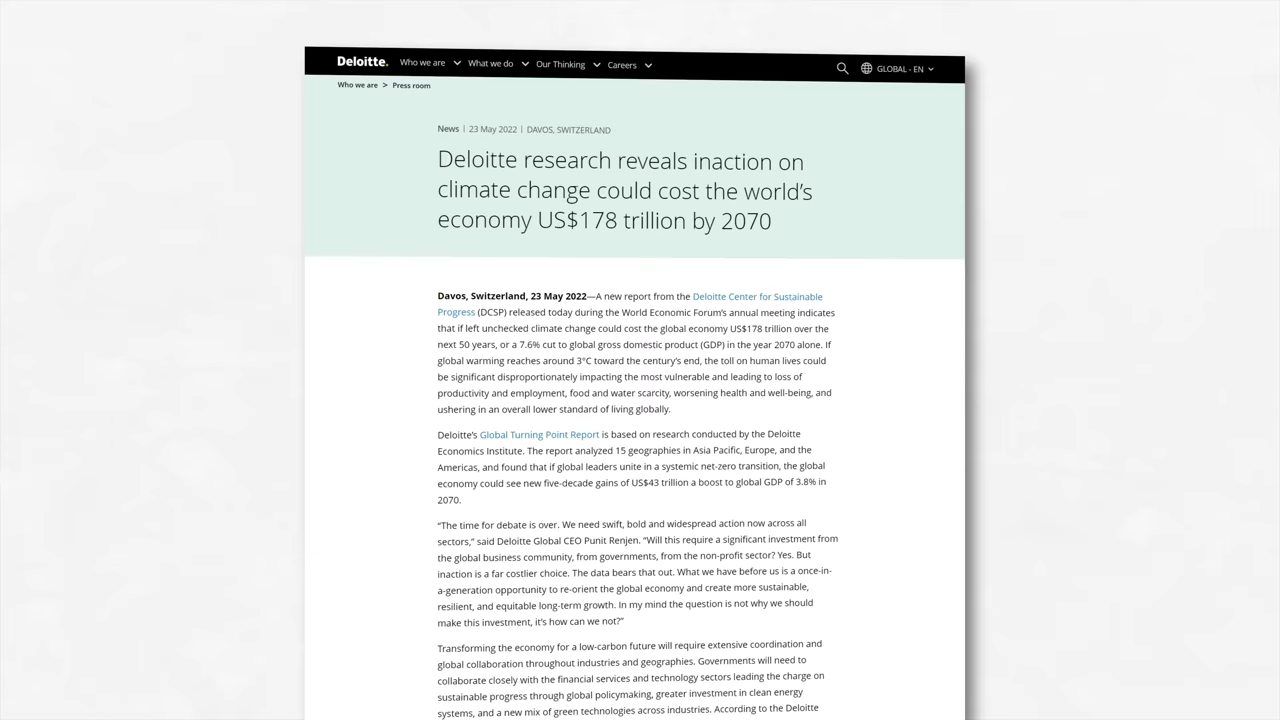 Deloitte. Who we are What we do Our Thinking Careers GLOBAL - EN
Who we are > Press room
News | 23 May 2022 | DAVOS, SWITZERLAND
Deloitte research reveals inaction on
climate change could cost the world’s
economy US$178 trillion by 2070
Davos, Switzerland, 23 May 2022—A new report from the Deloitte Center for Sustainable
Progress (DCSP) released today during the World Economic Forum’s annual meeting indicates
that if left unchecked climate change could cost the global economy US$178 trillion over the
next 50 years, or a 7.6% cut to global gross domestic product (GDP) in the year 2070 alone. If
global warming reaches around 3°C toward the century’s end, the toll on human lives could
be significant disproportionately impacting the most vulnerable and leading to loss of
productivity and employment, food and water scarcity, worsening health and well-being, and
ushering in an overall lower standard of living globally.
Deloitte’s Global Turning Point Report is based on research conducted by the Deloitte
Economics Institute. The report analyzed 15 geographies in Asia Pacific, Europe, and the
Americas, and found that if global leaders unite in a systemic net-zero transition, the global
economy could see new five-decade gains of US$43 trillion a boost to global GDP of 3.8% in
2070.
“The time for debate is over. We need swift, bold and widespread action now across all
sectors,” said Deloitte Global CEO Punit Renjen. “Will this require a significant investment from
the global business community, from governments, from the non-profit sector? Yes. But
inaction is a far costlier choice. The data bears that out. What we have before us is a once-in-
a-generation opportunity to re-orient the global economy and create more sustainable,
resilient, and equitable long-term growth. In my mind the question is not why we should
make this investment, it’s how can we not?”
Transforming the economy for a low-carbon future will require extensive coordination and
global collaboration throughout industries and geographies. Governments will need to
collaborate closely with the financial services and technology sectors leading the charge on
sustainable progress through global policymaking, greater investment in clean energy
systems, and a new mix of green technologies across industries. According to the Deloitte